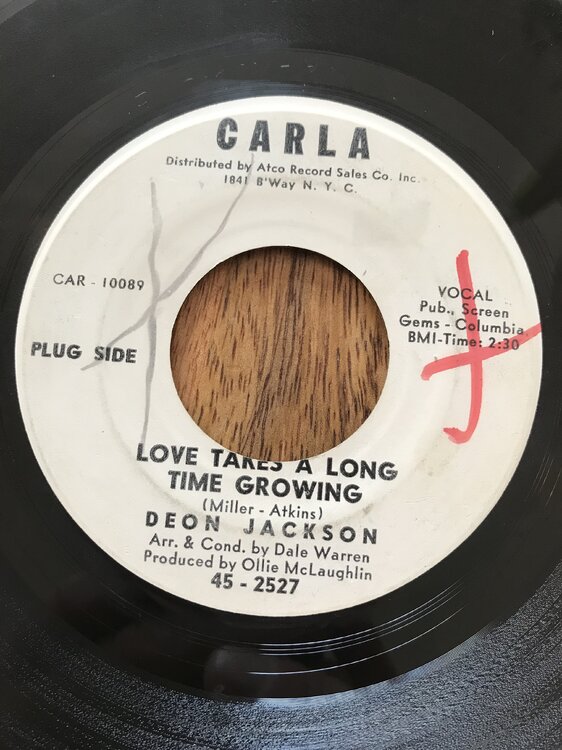 CARLA
Distributed by Atco Record Sales Co. Inc.
1841 B'Way N. Y. C.
CAR - 10089
PLUG SIDE
VOCAL
Pub., Screen
Gems - Columbia
BMI-Time: 2:30
LOVE TAKES A LONG
TIME GROWING
(Miller - Atkins)
DEON JACKSON
Arr. & Cond. by Dale Warren
Produced by Ollie McLaughlin
45 - 2527